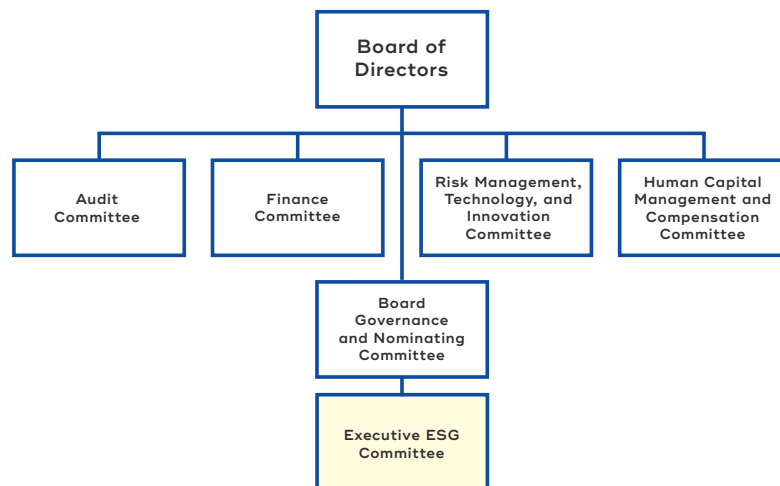 Board of
Directors
Audit
Committee
Finance
Committee
Risk Management,
Technology, and
Innovation
Committee
Human Capital
Management and
Compensation
Committee
Board
Governance
and Nominating
Committee
Executive ESG
Committee